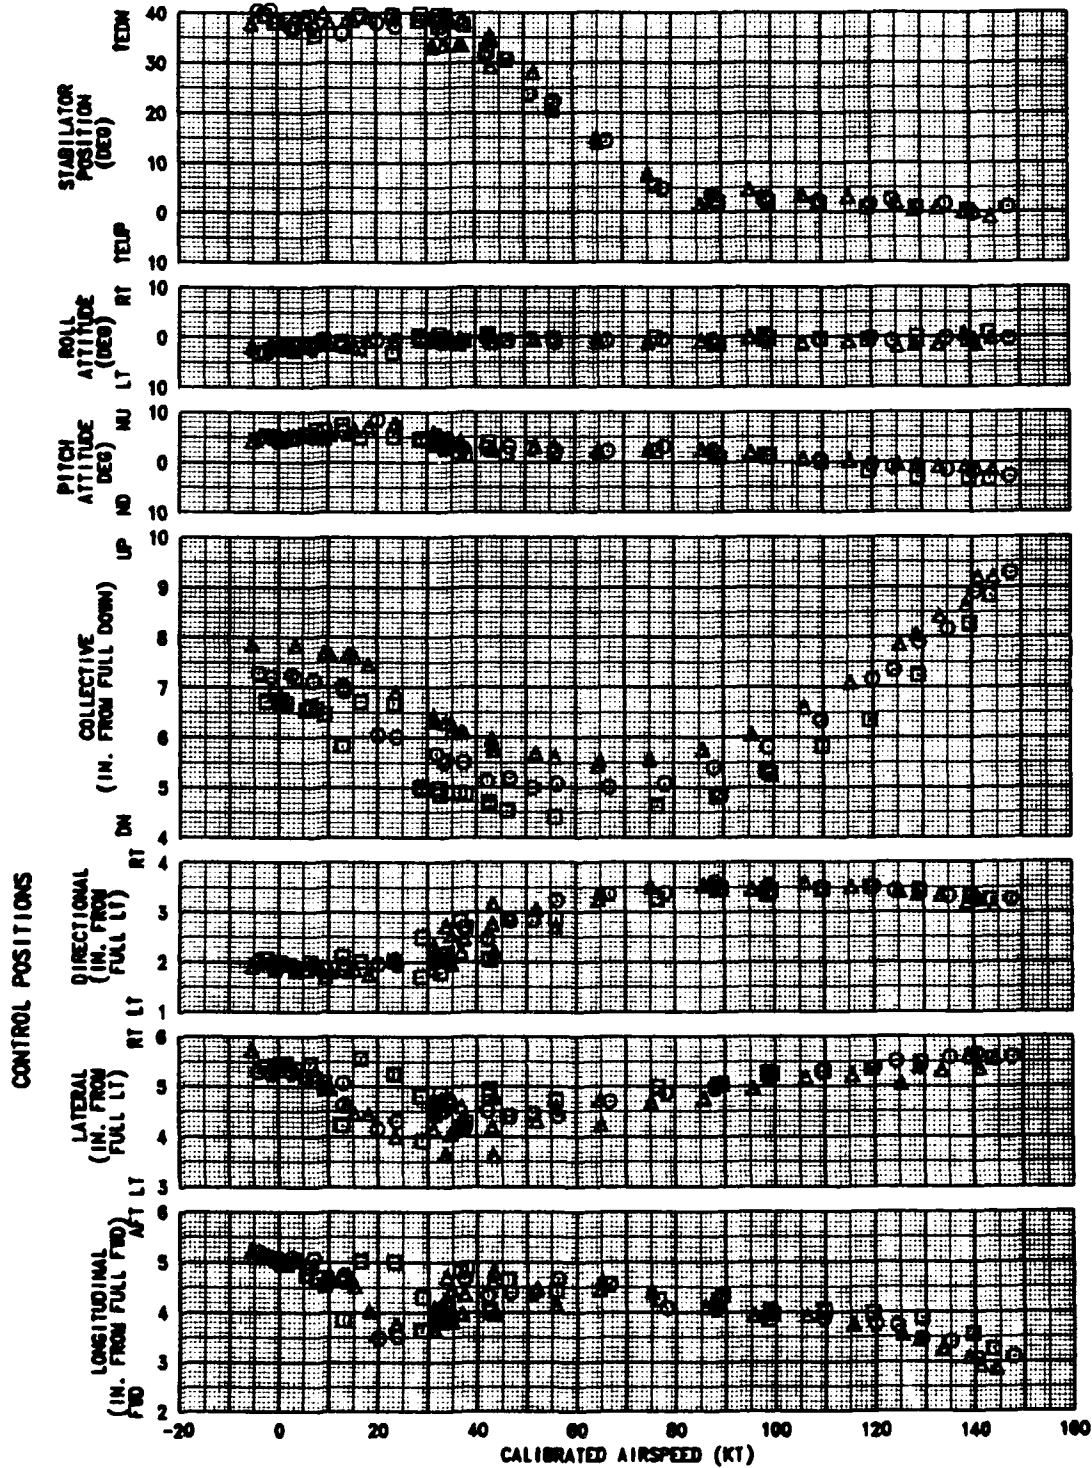 STABILATOR
POSITION
(DEG)
TEUP TEDN
40
30
20
10
0
10
ROLL
ATTITUDE
(DEG)
LT RT
10
0
10
PITCH
ATTITUDE
DEG)
ND NU
10
0
10
COLLECTIVE
(IN. FROM FULL DOWN)
DN UP
10
9
8
7
6
5
4
CONTROL POSITIONS
DIRECTIONAL
(IN. FROM
FULL LT)
LT RT
4
3
2
1
LATERAL
(IN. FROM
FULL LT)
LT RT
6
5
4
3
LONGITUDINAL
(IN. FROM FULL FWD)
FWD AFT
6
5
4
3
2
-20 0 20 40 60 80 100 120 140 160
CALIBRATED AIRSPEED (KT)